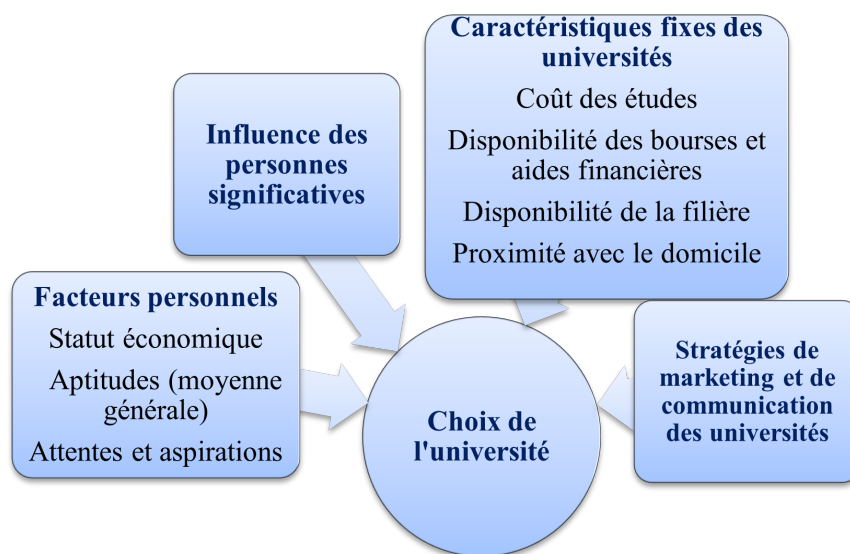 Caractéristiques fixes des
universités
Coût des études
Disponibilité des bourses et
aides financières
Disponibilité de la filière
Proximité avec le domicile
Influence des
personnes
significatives
Facteurs personnels
Statut économique
Aptitudes (moyenne
générale)
Attentes et aspirations
Stratégies de
marketing et de
communication
des universités
Choix de
l'université